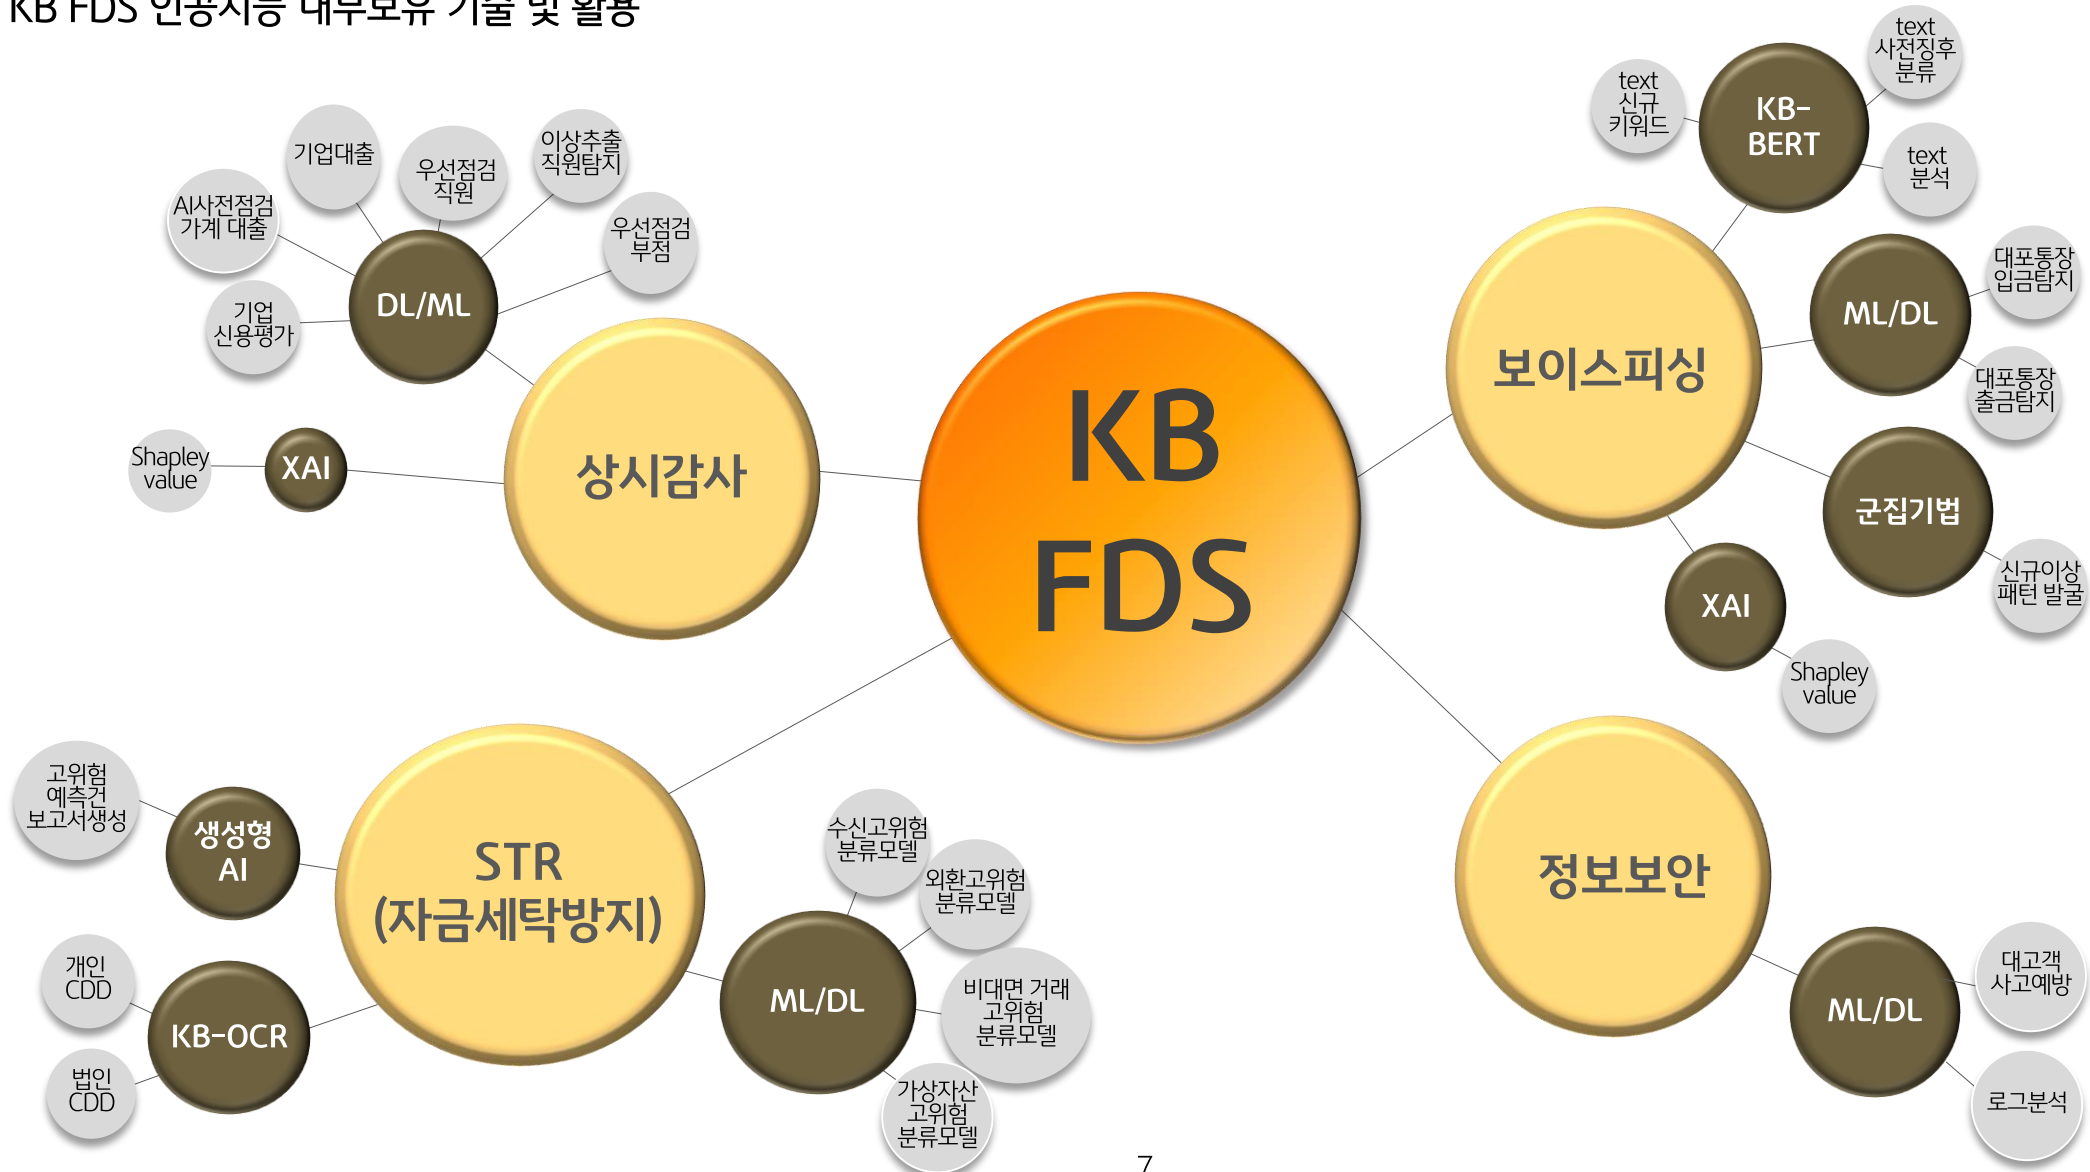 KB FDS 인공지능 내부보유 기술 및 활용
기업대출
우선점검
직원
이상추출
직원탐지
AI사전점검
가계 대출
우선점검
부점
기업
신용평가
DL/ML
Shapley
value
XAI
상시감사
KB
FDS
text
신규
키워드
KB-
BERT
text
사전징후
분류
text
분석
보이스피싱
ML/DL
대포통장
입금탐지
대포통장
출금탐지
군집기법
신규이상
패턴 발굴
XAI
Shapley
value
고위험
예측건
보고서생성
생성형
AI
STR
(자금세탁방지)
개인
CDD
KB-OCR
법인
CDD
수신고위험
분류모델
외환고위험
분류모델
ML/DL
비대면 거래
고위험
분류모델
가상자산
고위험
분류모델
정보보안
ML/DL
대고객
사고예방
로그분석
7